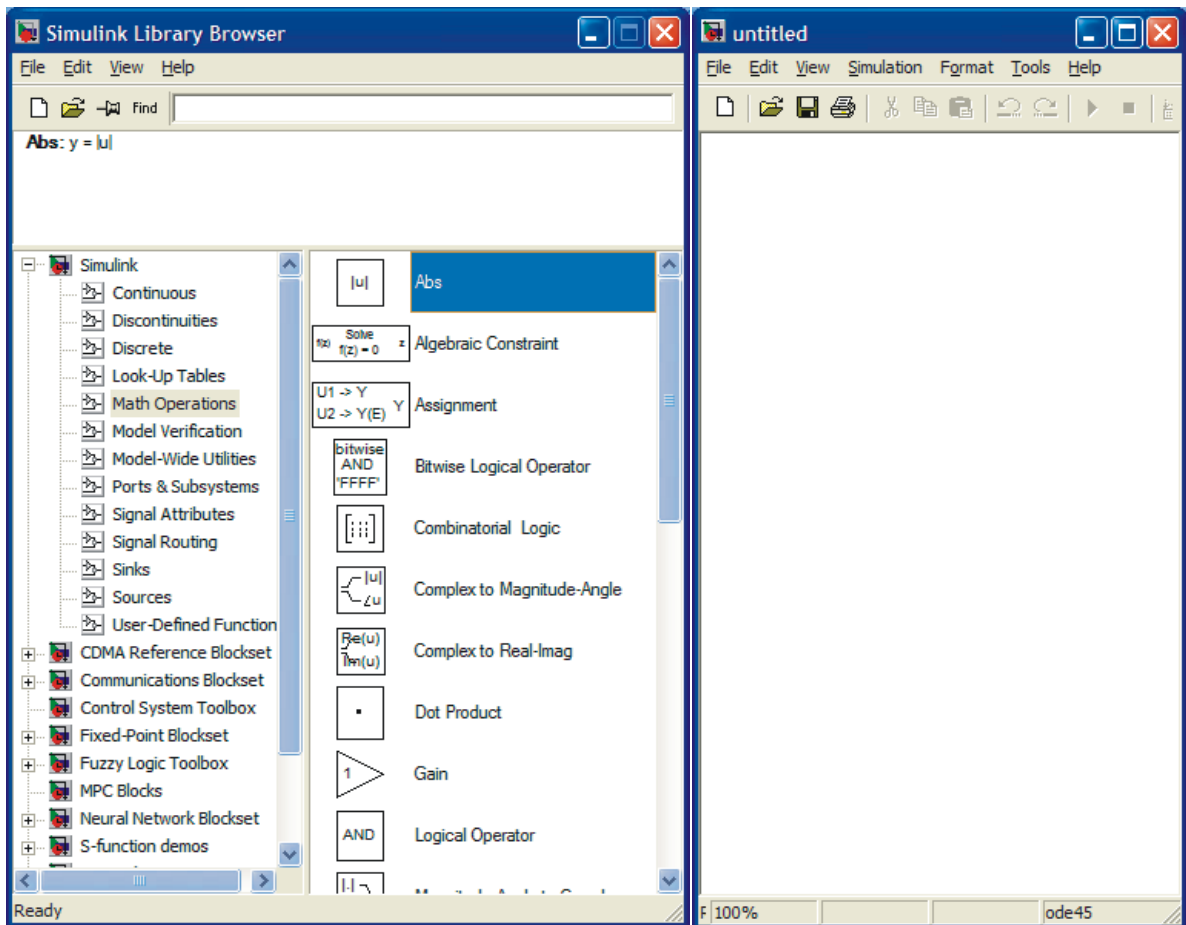 Simulink Library Browser
File Edit View Help
Find
Abs: y = |u|
Simulink
Continuous
Discontinuities
Discrete
Look-Up Tables
Math Operations
Model Verification
Model-Wide Utilities
Ports & Subsystems
Signal Attributes
Signal Routing
Sinks
Sources
User-Defined Function
CDMA Reference Blockset
Communications Blockset
Control System Toolbox
Fixed-Point Blockset
Fuzzy Logic Toolbox
MPC Blocks
Neural Network Blockset
S-function demos
|u| Abs
Solve
f(z) f(z) = 0 z Algebraic Constraint
U1 -> Y
U2 -> Y(E) Y Assignment
bitwise
AND
'FFFF' Bitwise Logical Operator
Combinatorial Logic
|u|
∠u Complex to Magnitude-Angle
Re(u)
Im(u) Complex to Real-Imag
Dot Product
1 Gain
AND Logical Operator
Ready
untitled
File Edit View Simulation Format Tools Help
F 100% ode45